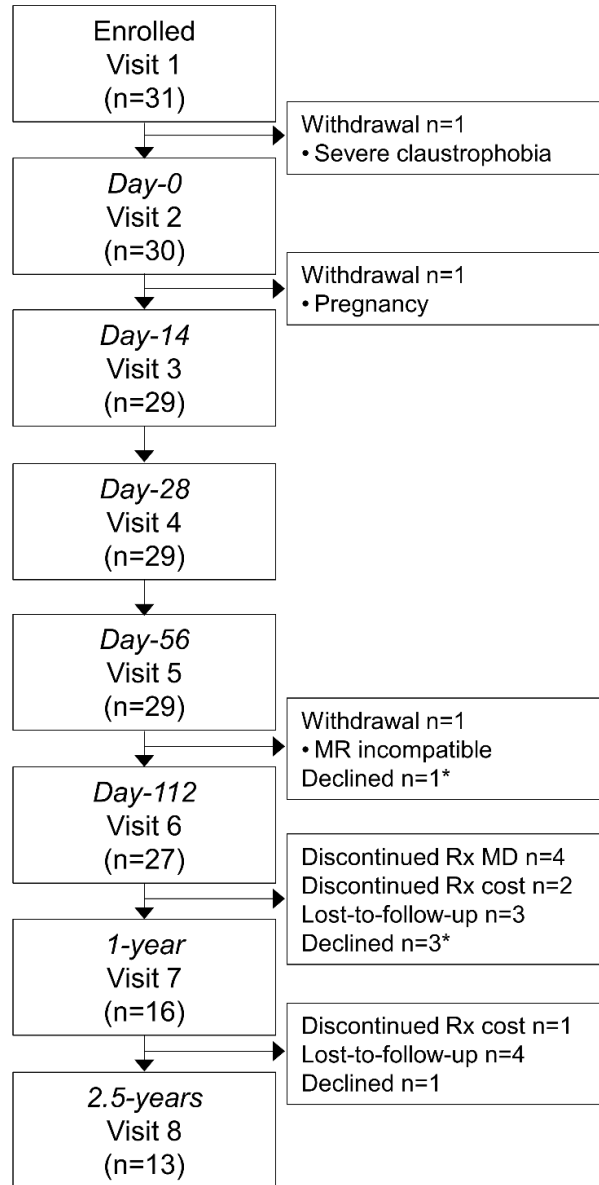 Enrolled
Visit 1
(n=31)
Withdrawal n=1
• Severe claustrophobia
Day-0
Visit 2
(n=30)
Withdrawal n=1
• Pregnancy
Day-14
Visit 3
(n=29)
Day-28
Visit 4
(n=29)
Day-56
Visit 5
(n=29)
Withdrawal n=1
• MR incompatible
Declined n=1*
Day-112
Visit 6
(n=27)
Discontinued Rx MD n=4
Discontinued Rx cost n=2
Lost-to-follow-up n=3
Declined n=3*
1-year
Visit 7
(n=16)
Discontinued Rx cost n=1
Lost-to-follow-up n=4
Declined n=1
2.5-years
Visit 8
(n=13)